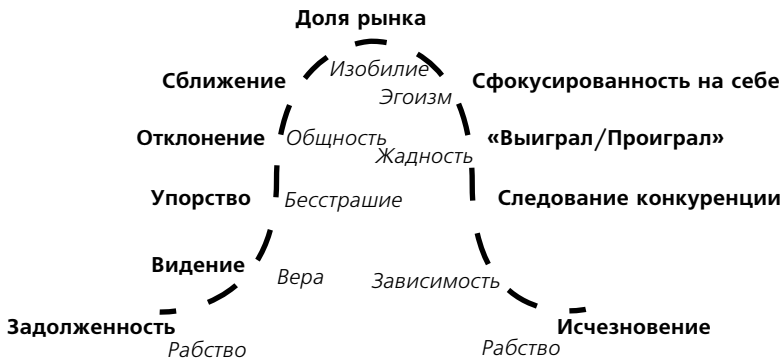 Доля рынка
Изобилие
Сближение
Сфокусированность на себе
Эгоизм
Отклонение
Общность
«Выиграл/Проиграл»
Жадность
Упорство
Бесстрашие
Следование конкуренции
Видение
Вера
Зависимость
Задолженность
Исчезновение
Рабство
Рабство